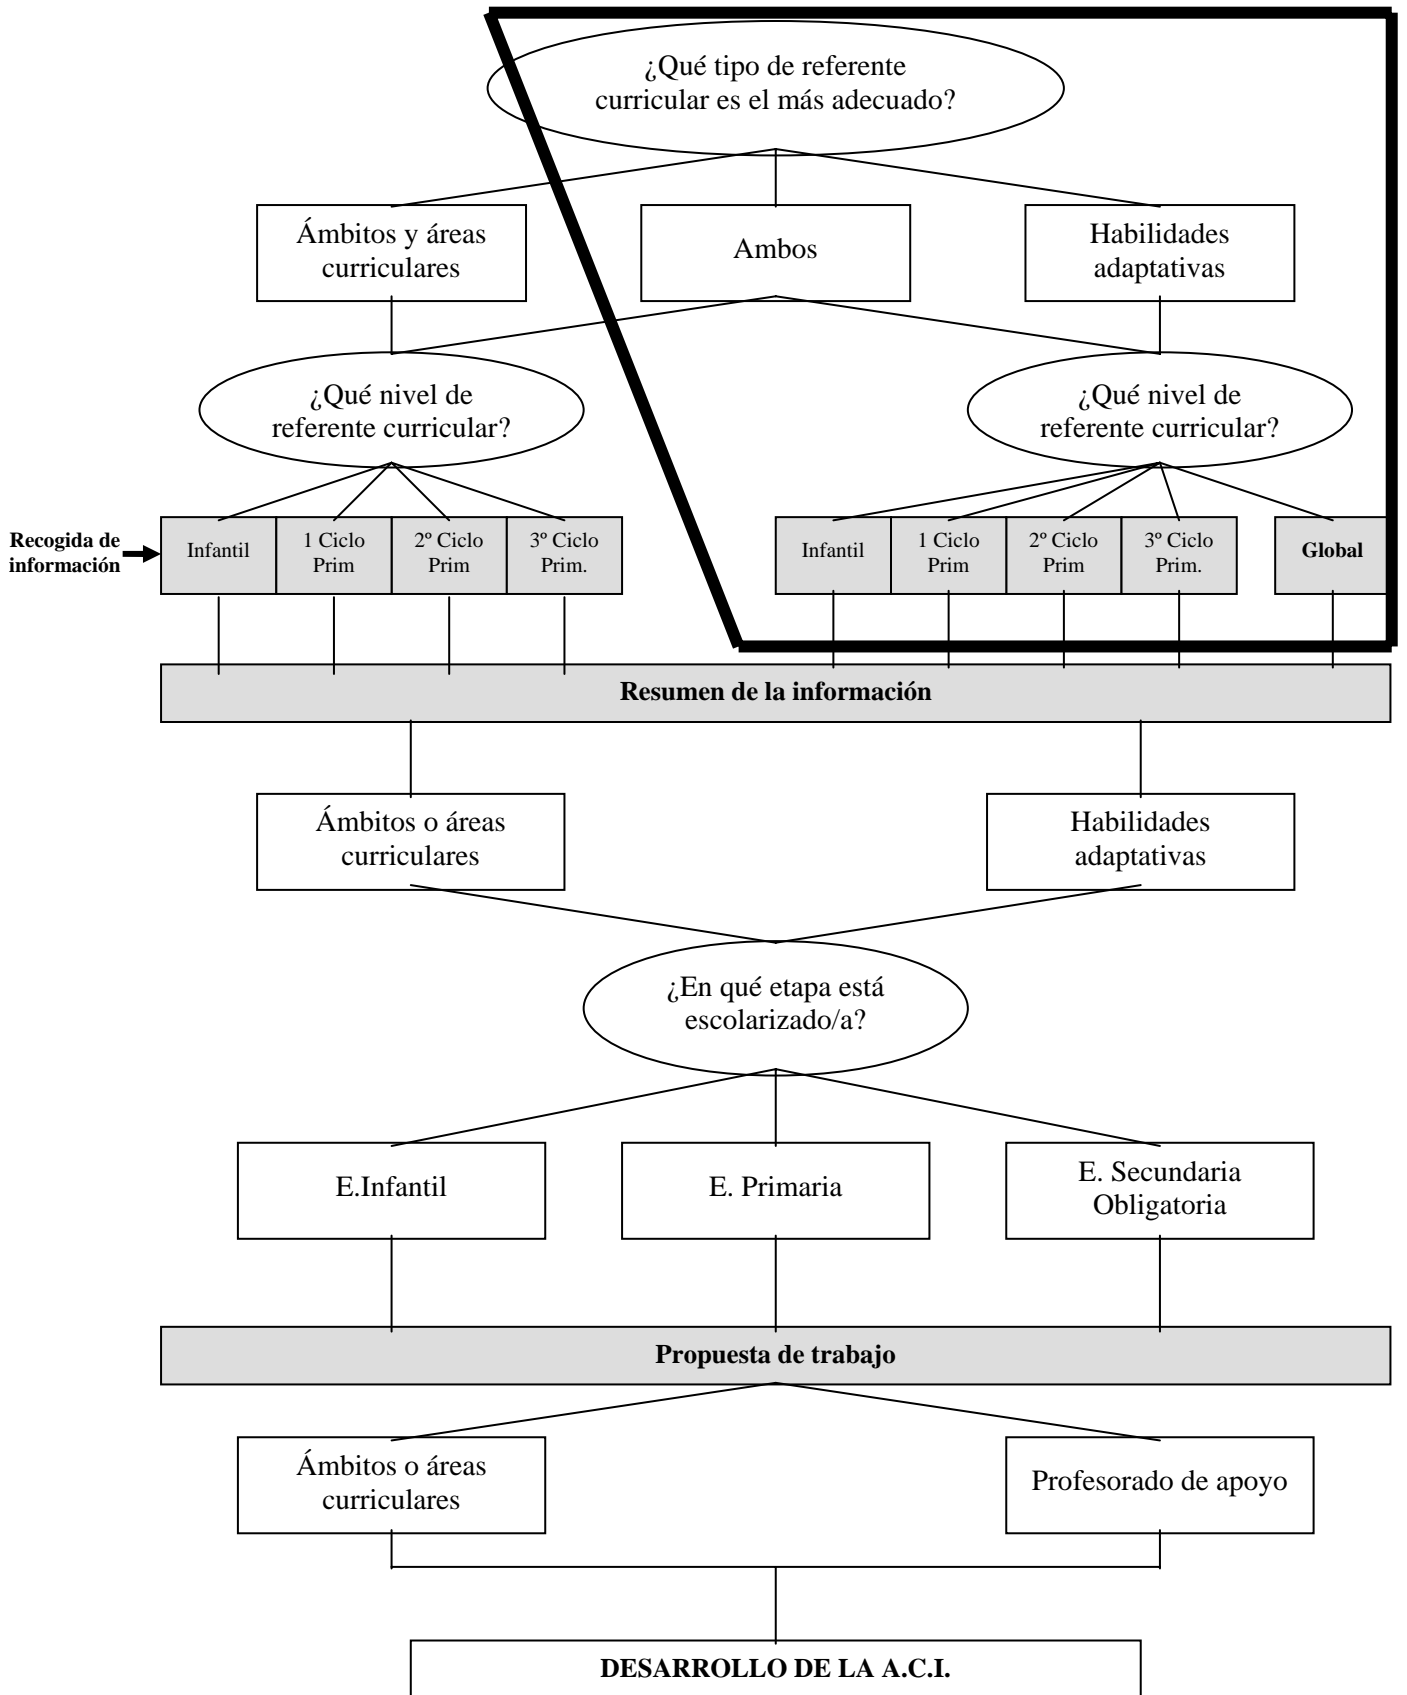 ¿Qué tipo de referente
curricular es el más adecuado?
Ámbitos y áreas
curriculares
Ambos
Habilidades
adaptativas
¿Qué nivel de
referente curricular?
¿Qué nivel de
referente curricular?
Recogida de
información
Infantil
1 Ciclo
Prim
2º Ciclo
Prim
3º Ciclo
Prim.
Infantil
1 Ciclo
Prim
2º Ciclo
Prim
3º Ciclo
Prim.
Global
Resumen de la información
Ámbitos o áreas
curriculares
Habilidades
adaptativas
¿En qué etapa está
escolarizado/a?
E.Infantil
E. Primaria
E. Secundaria
Obligatoria
Propuesta de trabajo
Ámbitos o áreas
curriculares
Profesorado de apoyo
DESARROLLO DE LA A.C.I.